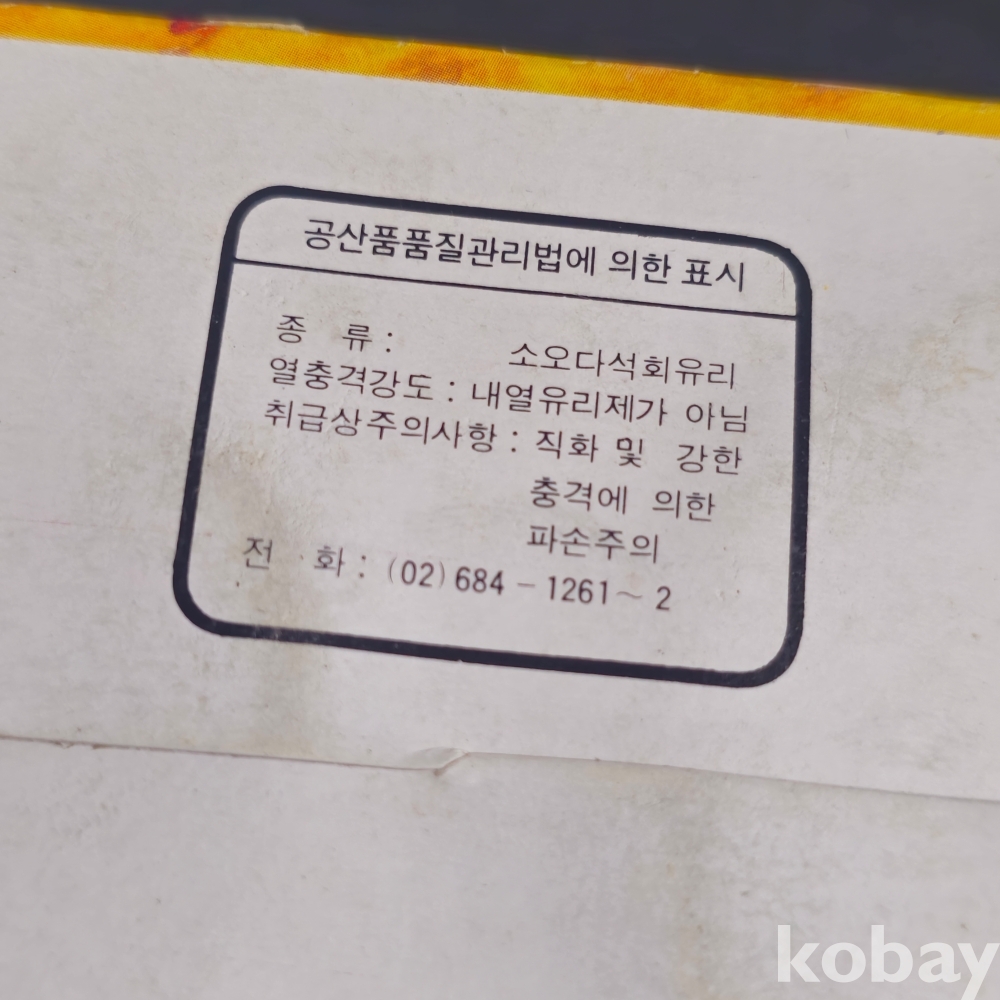 공산품품질관리법에 의한 표시
종 류 : 소오다석회유리
열충격강도 : 내열유리제가 아님
취급상주의사항 : 직화 및 강한
충격에 의한
파손주의
전 화 : (02) 684 - 1261~ 2
kobay